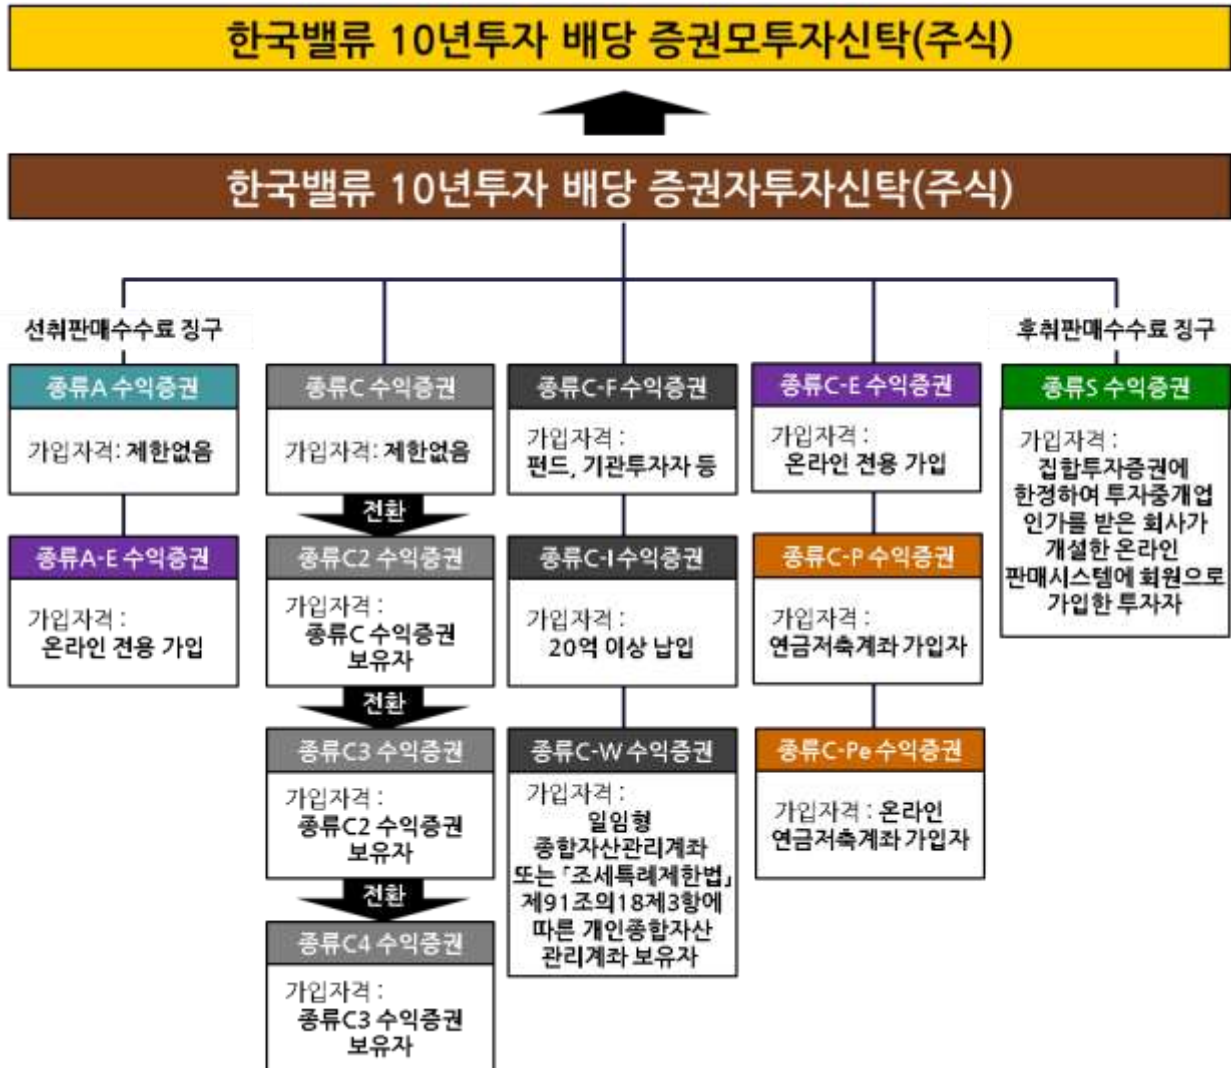 한국밸류 10년투자 배당 증권모투자신탁(주식)
한국밸류 10년투자 배당 증권자투자신탁(주식)
선취판매수수료 징구
종류A 수익증권
가입자격: 제한없음
종류A-E 수익증권
가입자격 :
온라인 전용 가입
종류C 수익증권
가입자격: 제한없음
전환
종류C2 수익증권
가입자격 :
종류C 수익증권
보유자
전환
종류C3 수익증권
가입자격 :
종류C2 수익증권
보유자
전환
종류C4 수익증권
가입자격 :
종류C3 수익증권
보유자
종류C-F 수익증권
가입자격 :
펀드, 기관투자자 등
종류C-I 수익증권
가입자격 :
20억 이상 납입
종류C-W 수익증권
가입자격 :
일임형
종합자산관리계좌
또는 「조세특례제한법」
제91조의18제3항에
따른 개인종합자산
관리계좌 보유자
종류C-E 수익증권
가입자격 :
온라인 전용 가입
종류C-P 수익증권
가입자격 :
연금저축계좌 가입자
종류C-Pe 수익증권
가입자격 : 온라인
연금저축계좌 가입자
후취판매수수료 징구
종류S 수익증권
가입자격 :
집합투자증권에
한정하여 투자중개업
인가를 받은 회사가
개설한 온라인
판매시스템에 회원으로
가입한 투자자